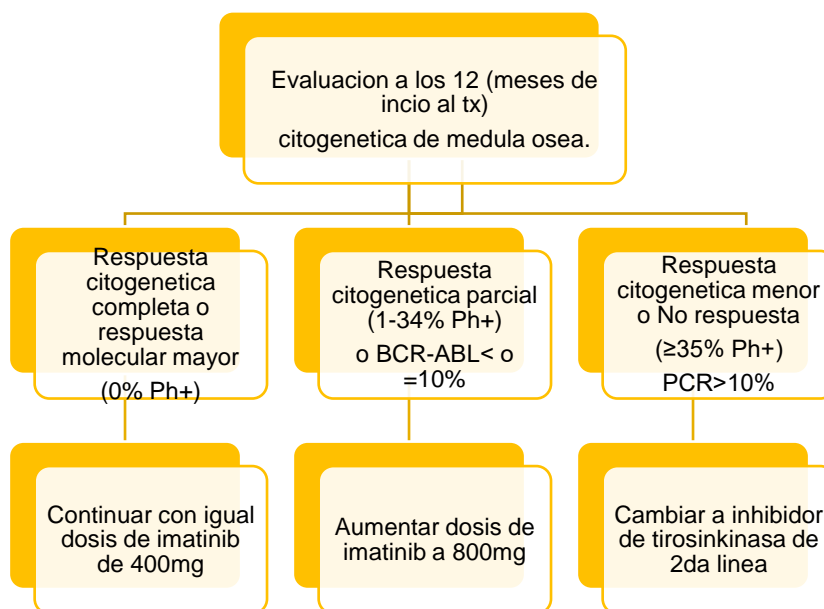 Evaluacion a los 12 (meses de
incio al tx)
citogenetica de medula osea.
Respuesta
citogenetica
completa o
respuesta
molecular mayor
(0% Ph+)
Respuesta
citogenetica parcial
(1-34% Ph+)
o BCR-ABL< o
=10%
Respuesta
citogenetica menor
o No respuesta
(≥35% Ph+)
PCR>10%
Continuar con igual
dosis de imatinib
de 400mg
Aumentar dosis de
imatinib a 800mg
Cambiar a inhibidor
de tirosinkinasa de
2da linea